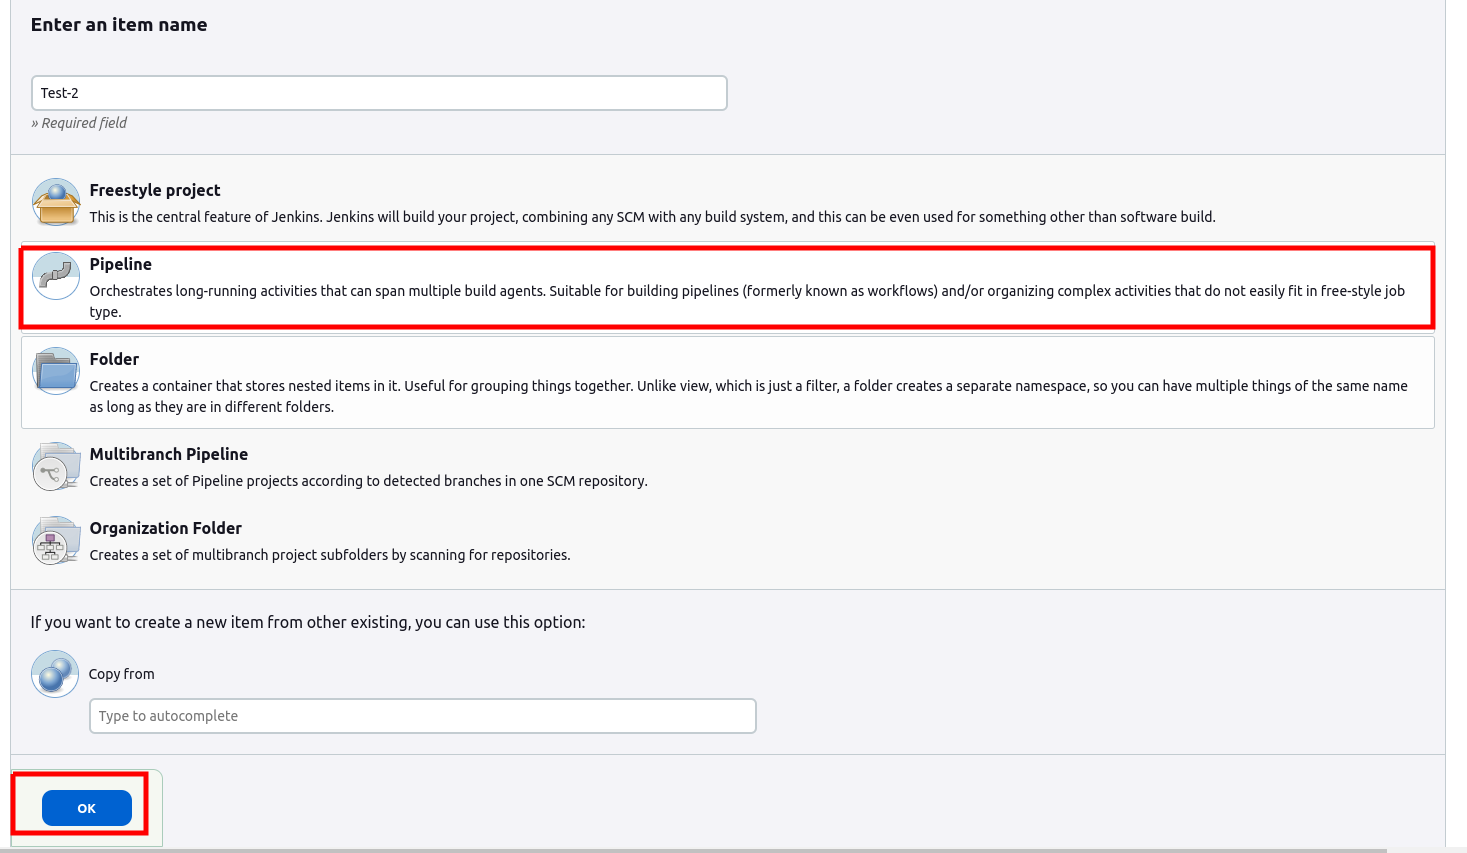 Enter an item name
Test-2
» Required field
Freestyle project
This is the central feature of Jenkins. Jenkins will build your project, combining any SCM with any build system, and this can be even used for something other than software build.
Pipeline
Orchestrates long-running activities that can span multiple build agents. Suitable for building pipelines (formerly known as workflows) and/or organizing complex activities that do not easily fit in free-style job
type.
Folder
Creates a container that stores nested items in it. Useful for grouping things together. Unlike view, which is just a filter, a folder creates a separate namespace, so you can have multiple things of the same name
as long as they are in different folders.
Multibranch Pipeline
Creates a set of Pipeline projects according to detected branches in one SCM repository.
Organization Folder
Creates a set of multibranch project subfolders by scanning for repositories.
If you want to create a new item from other existing, you can use this option:
Copy from
Type to autocomplete
OK